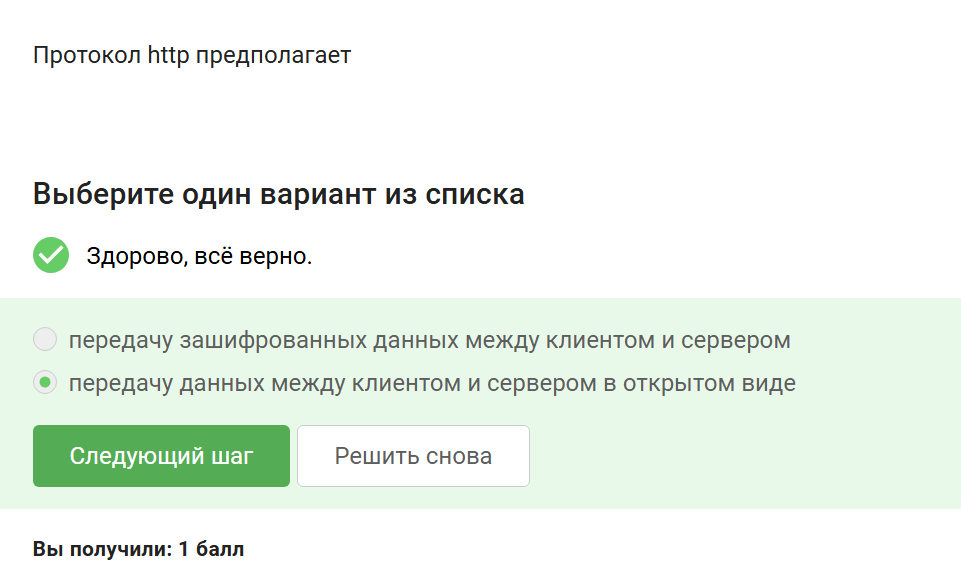 Протокол http предполагает
Выберите один вариант из списка
Здорово, всё верно.
передачу зашифрованных данных между клиентом и сервером
передачу данных между клиентом и сервером в открытом виде
Следующий шаг
Решить снова
Вы получили: 1 балл